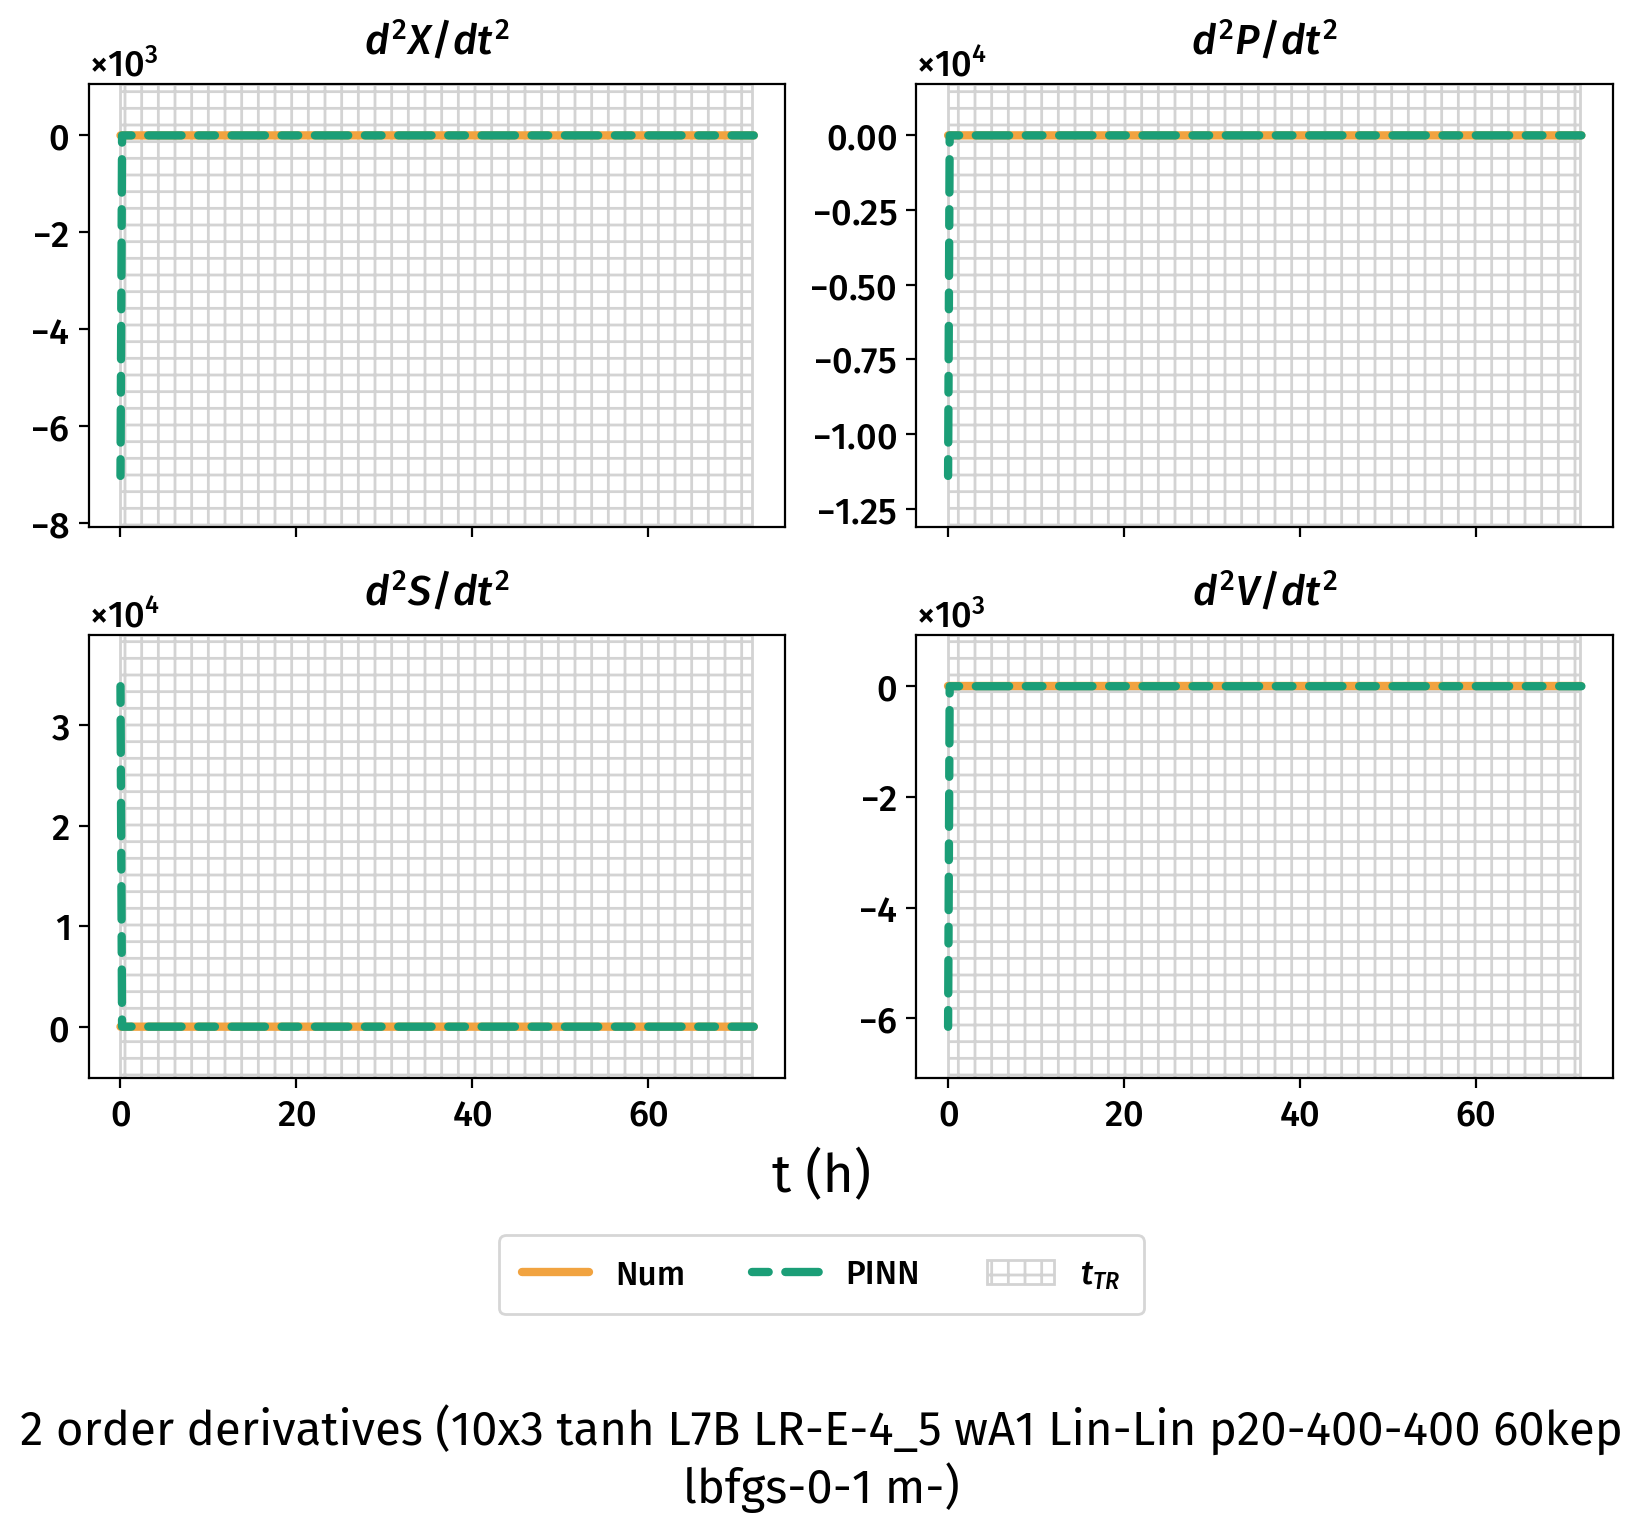 d²X/dt²
×10³
0
−2
−4
−6
−8
d²P/dt²
×10⁴
0.00
−0.25
−0.50
−0.75
−1.00
−1.25
d²S/dt²
×10⁴
3
2
1
0
0 20 40 60
d²V/dt²
×10³
0
−2
−4
−6
0 20 40 60
t (h)
Num PINN t_TR
2 order derivatives (10x3 tanh L7B LR-E-4_5 wA1 Lin-Lin p20-400-400 60kep
lbfgs-0-1 m-)